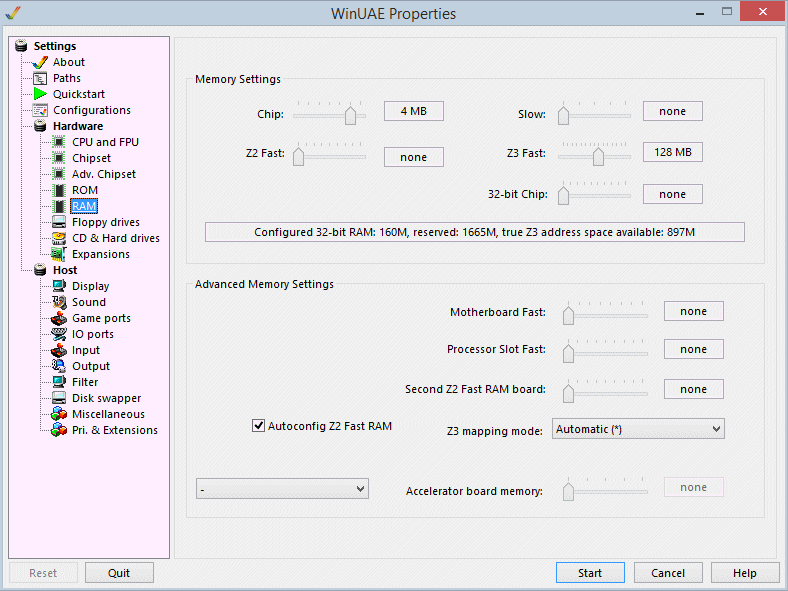 WinUAE Properties
Settings
About
Paths
Quickstart
Configurations
Hardware
CPU and FPU
Chipset
Adv. Chipset
ROM
RAM
Floppy drives
CD & Hard drives
Expansions
Host
Display
Sound
Game ports
IO ports
Input
Output
Filter
Disk swapper
Miscellaneous
Pri. & Extensions
Memory Settings
Chip: 4 MB Slow: none
Z2 Fast: none Z3 Fast: 128 MB
32-bit Chip: none
Configured 32-bit RAM: 160M, reserved: 1665M, true Z3 address space available: 897M
Advanced Memory Settings
Motherboard Fast: none
Processor Slot Fast: none
Second Z2 Fast RAM board: none
Autoconfig Z2 Fast RAM Z3 mapping mode: Automatic (*)
- Accelerator board memory: none
Reset Quit Start Cancel Help